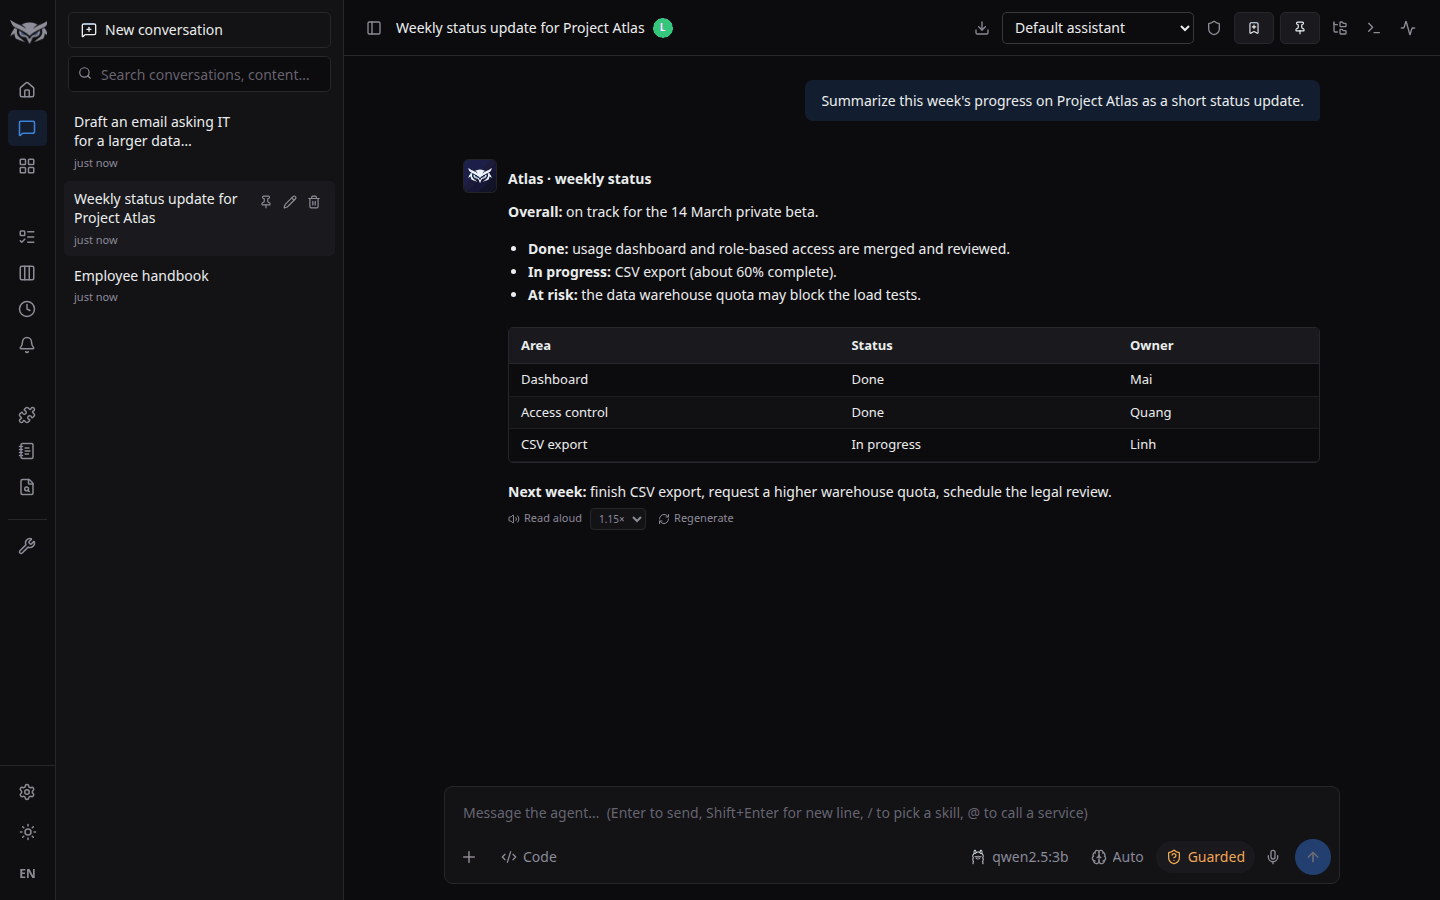 New conversation
Search conversations, content...
Draft an email asking IT
for a larger data...
just now
Weekly status update for
Project Atlas
just now
Employee handbook
just now
EN
Weekly status update for Project Atlas
L
Default assistant
Summarize this week's progress on Project Atlas as a short status update.
Atlas · weekly status
Overall: on track for the 14 March private beta.
• Done: usage dashboard and role-based access are merged and reviewed.
• In progress: CSV export (about 60% complete).
• At risk: the data warehouse quota may block the load tests.
Area Status Owner
Dashboard Done Mai
Access control Done Quang
CSV export In progress Linh
Next week: finish CSV export, request a higher warehouse quota, schedule the legal review.
Read aloud 1.15× Regenerate
Message the agent... (Enter to send, Shift+Enter for new line, / to pick a skill, @ to call a service)
Code qwen2.5:3b Auto Guarded